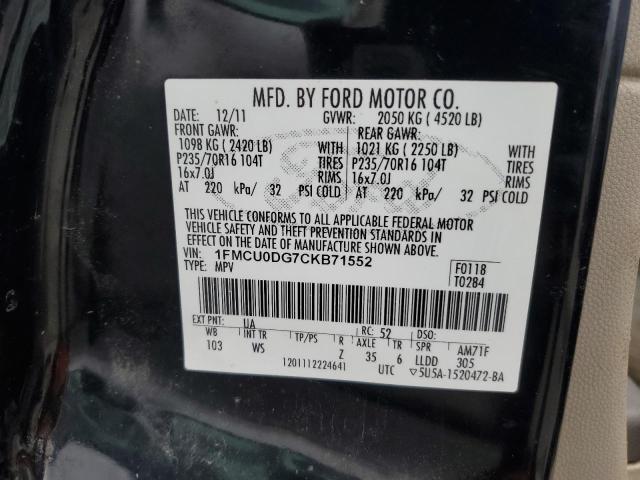 MFD. BY FORD MOTOR CO.
DATE: 12/11 GVWR: 2050 KG ( 4520 LB)
FRONT GAWR: REAR GAWR:
1098 KG ( 2420 LB) WITH 1021 KG ( 2250 LB) WITH
P235/70R16 104T TIRES P235/70R16 104T TIRES
16x7.0J RIMS 16x7.0J RIMS
AT 220 kPa/ 32 PSI COLD AT 220 kPa/ 32 PSI COLD
THIS VEHICLE CONFORMS TO ALL APPLICABLE FEDERAL MOTOR
VEHICLE SAFETY AND THEFT PREVENTION STANDARDS IN
EFFECT ON THE DATE OF MANUFACTURE SHOWN ABOVE.
VIN: 1FMCU0DG7CKB71552
TYPE: MPV
F0118
T0284
EXT PNT: UA RC: 52 DSO:
WB INT TR TP/PS R AXLE TR SPR AM71F
103 WS Z 35 6 LLDD 305
1201112224641 UTC ▽5U5A-1520472-BA